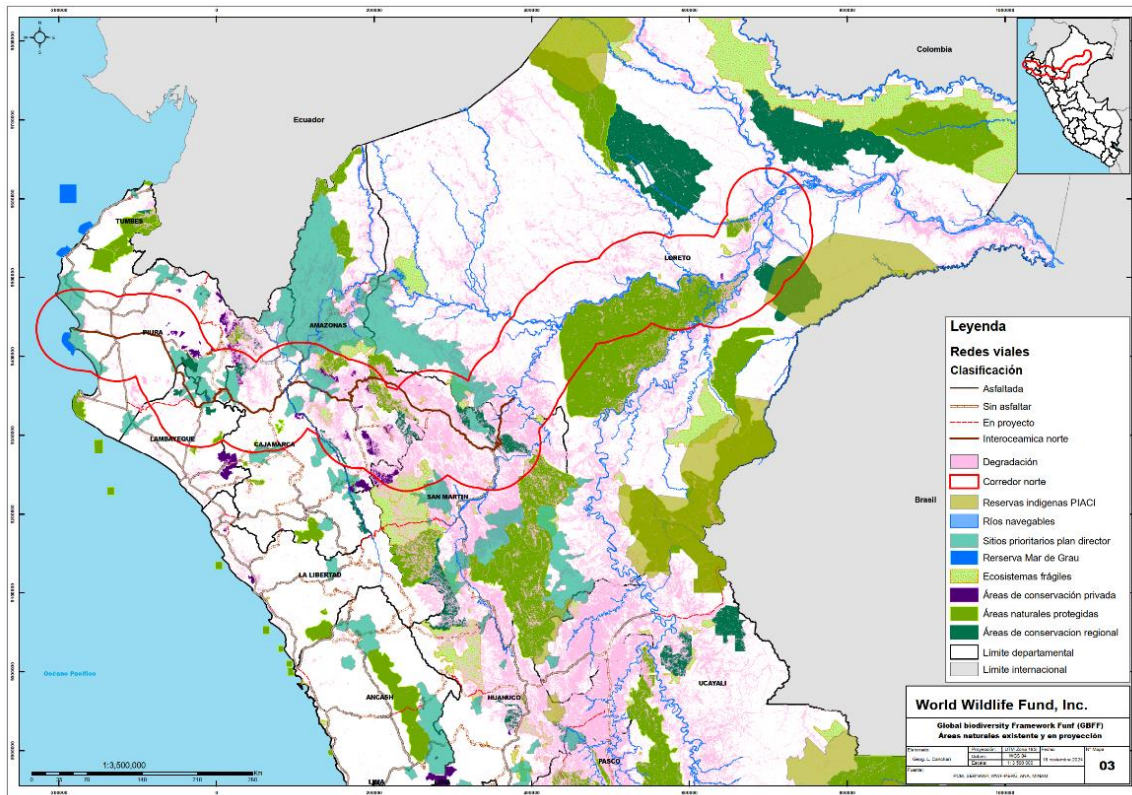 Colombia
Ecuador
TUMBES
LORETO
PIURA
AMAZONAS
LAMBAYEQUE
CAJAMARCA
SAN MARTIN
Brasil
LA LIBERTAD
ANCASH
HUANUCO
UCAYALI
PASCO
LIMA
Oceano Pacifico
1:3,500,000
Km
Leyenda
Redes viales
Clasificación
Asfaltada
Sin asfaltar
En proyecto
Interoceamica norte
Degradación
Corredor norte
Reservas indigenas PIACI
Ríos navegables
Sitios prioritarios plan director
Rerserva Mar de Grau
Ecosistemas frágiles
Áreas de conservación privada
Áreas naturales protegidas
Áreas de conservacion regional
Limite departamental
Limite internacional
World Wildlife Fund, Inc.
Global biodiversity Framework Funf (GBFF)
Áreas naturales existente y en proyección
N° Mapa
03